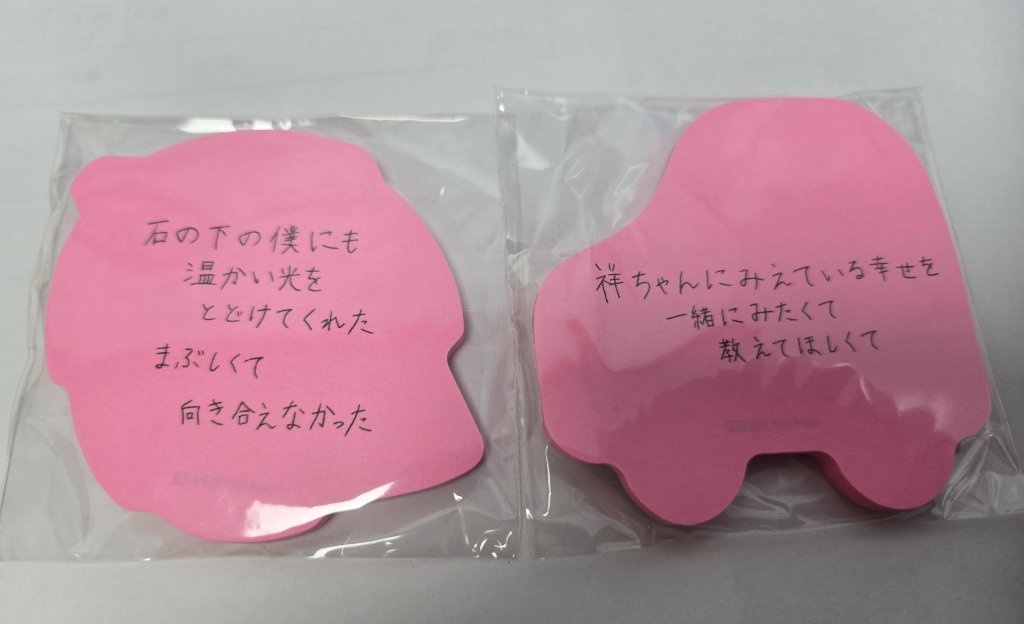 石の下の僕にも
温かい光を
とどけてくれた
まぶしくて
向き合えなかった
祥ちゃんにみえている幸せを
一緒にみたくて
教えてほしくて